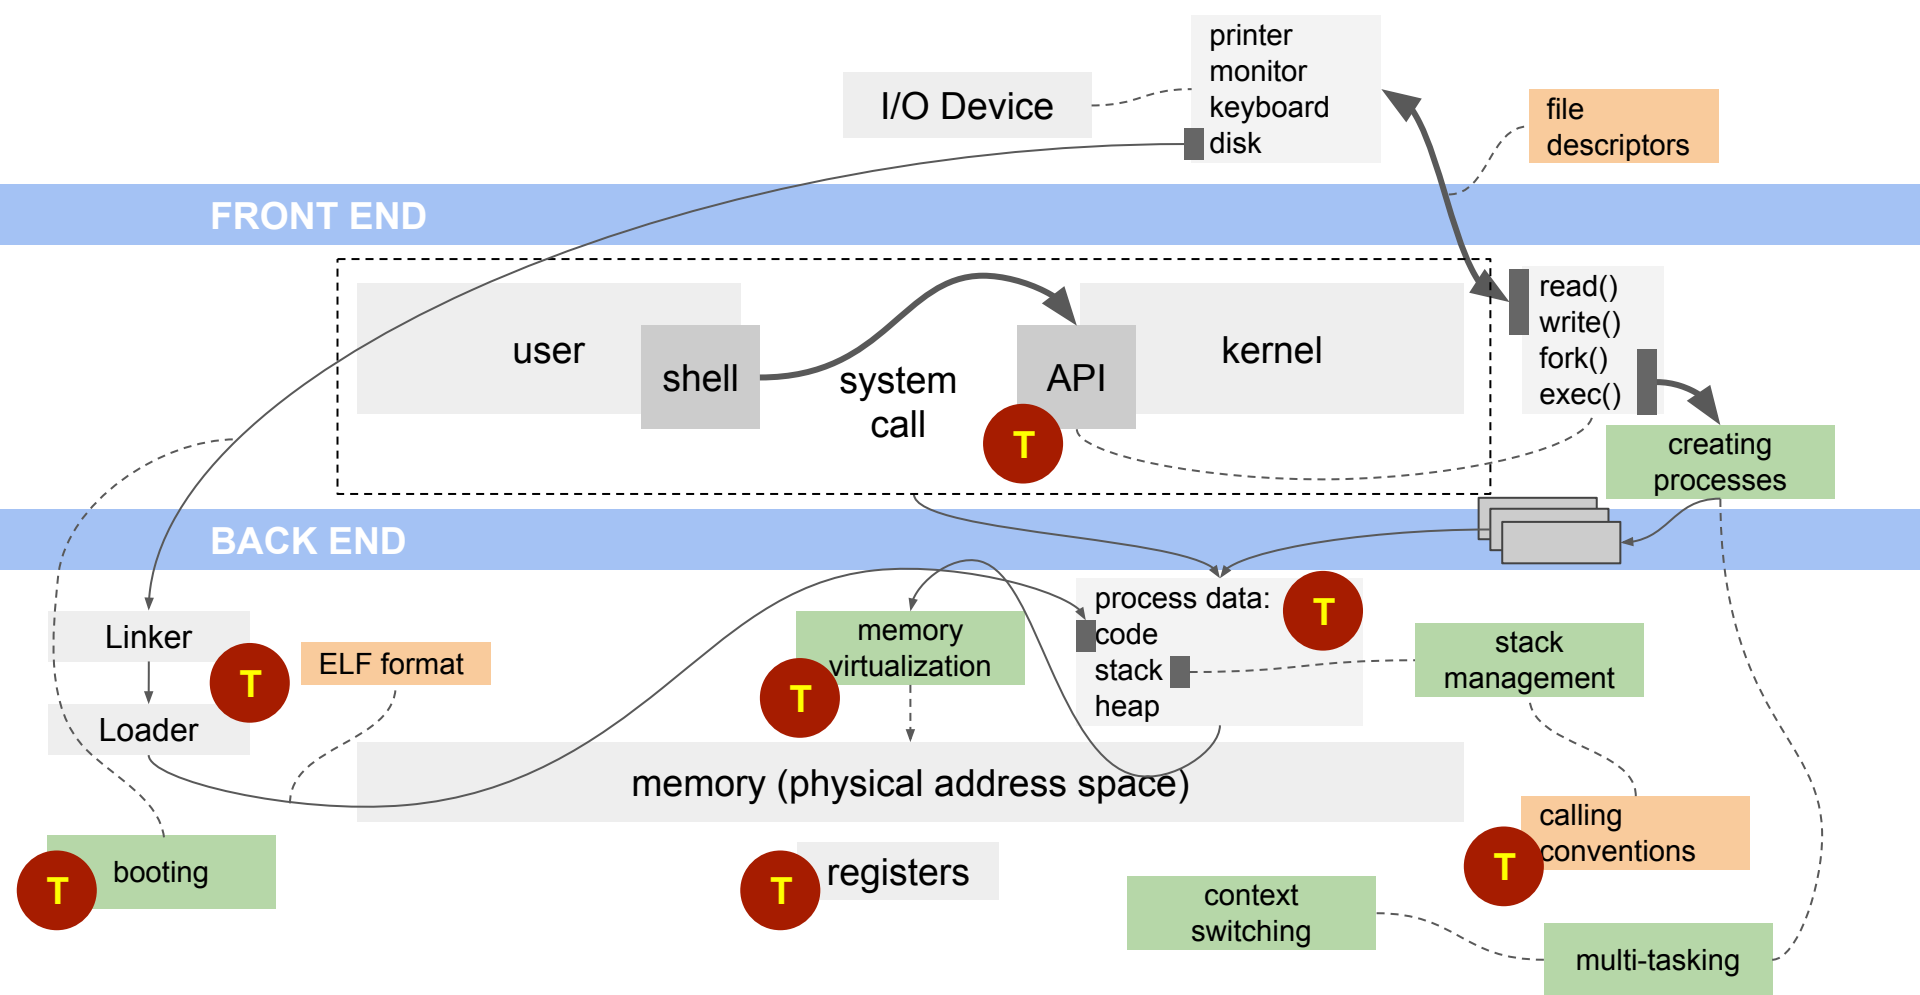 printer
monitor
keyboard
disk
I/O Device
file
descriptors
FRONT END
read()
write()
fork()
exec()
user
shell
system
call
API
kernel
T
creating
processes
BACK END
process data:
code
stack
heap
T
Linker
T
ELF format
memory
virtualization
T
stack
management
Loader
memory (physical address space)
calling
conventions
T
booting
T
registers
T
context
switching
multi-tasking